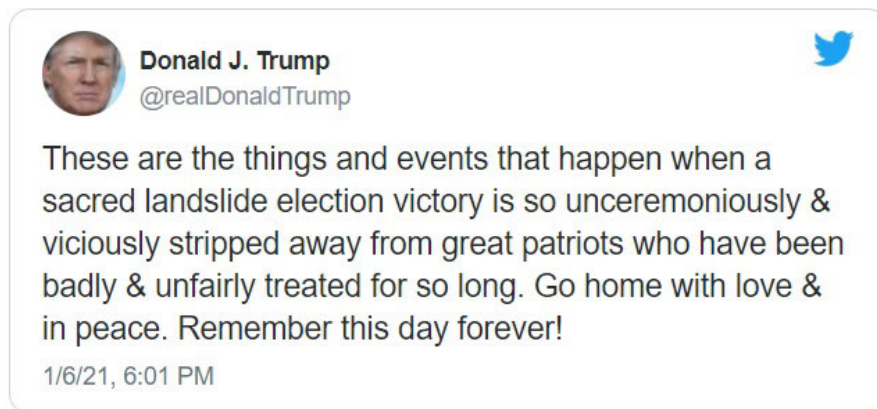 Donald J. Trump
@realDonaldTrump
These are the things and events that happen when a
sacred landslide election victory is so unceremoniously &
viciously stripped away from great patriots who have been
badly & unfairly treated for so long. Go home with love &
in peace. Remember this day forever!
1/6/21, 6:01 PM